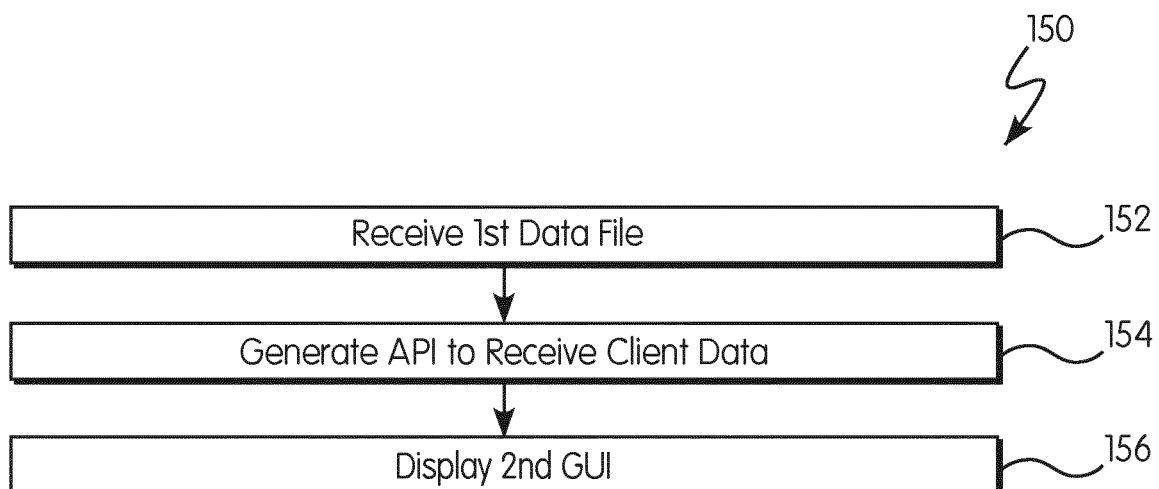 150
Receive 1st Data File
152
Generate API to Receive Client Data
154
Display 2nd GUI
156